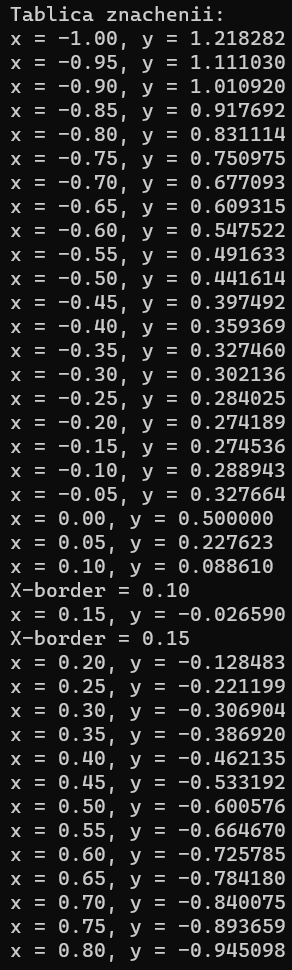 Tablica znachenii:
x = -1.00, y = 1.218282
x = -0.95, y = 1.111030
x = -0.90, y = 1.010920
x = -0.85, y = 0.917692
x = -0.80, y = 0.831114
x = -0.75, y = 0.750975
x = -0.70, y = 0.677093
x = -0.65, y = 0.609315
x = -0.60, y = 0.547522
x = -0.55, y = 0.491633
x = -0.50, y = 0.441614
x = -0.45, y = 0.397492
x = -0.40, y = 0.359369
x = -0.35, y = 0.327460
x = -0.30, y = 0.302136
x = -0.25, y = 0.284025
x = -0.20, y = 0.274189
x = -0.15, y = 0.274536
x = -0.10, y = 0.288943
x = -0.05, y = 0.327664
x = 0.00, y = 0.500000
x = 0.05, y = 0.227623
x = 0.10, y = 0.088610
X-border = 0.10
x = 0.15, y = -0.026590
X-border = 0.15
x = 0.20, y = -0.128483
x = 0.25, y = -0.221199
x = 0.30, y = -0.306904
x = 0.35, y = -0.386920
x = 0.40, y = -0.462135
x = 0.45, y = -0.533192
x = 0.50, y = -0.600576
x = 0.55, y = -0.664670
x = 0.60, y = -0.725785
x = 0.65, y = -0.784180
x = 0.70, y = -0.840075
x = 0.75, y = -0.893659
x = 0.80, y = -0.945098